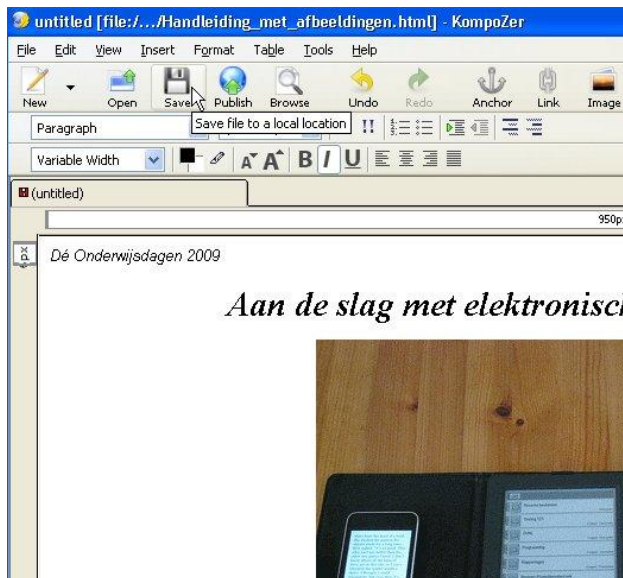 untitled [file:/.../Handleiding_met_afbeeldingen.html] - KompoZer
File Edit View Insert Format Table Tools Help
New Open Save Publish Browse Undo Redo Anchor Link Image
Paragraph
Save file to a local location
Variable Width
(untitled)
950p
px
Dé Onderwijsdagen 2009
Aan de slag met elektronisch